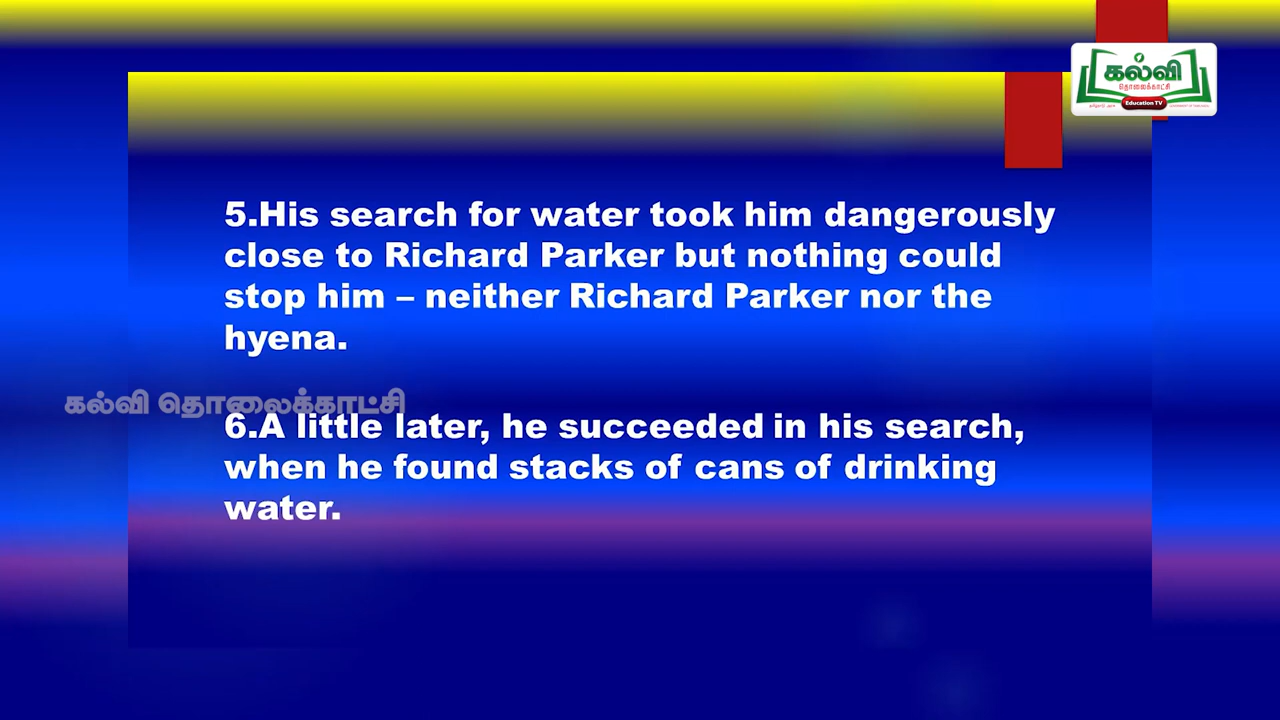 கல்வி
தொலைக்காட்சி
Education TV
5.His search for water took him dangerously
close to Richard Parker but nothing could
stop him – neither Richard Parker nor the
hyena.
கல்வி தொலைக்காட்சி
6.A little later, he succeeded in his search,
when he found stacks of cans of drinking
water.